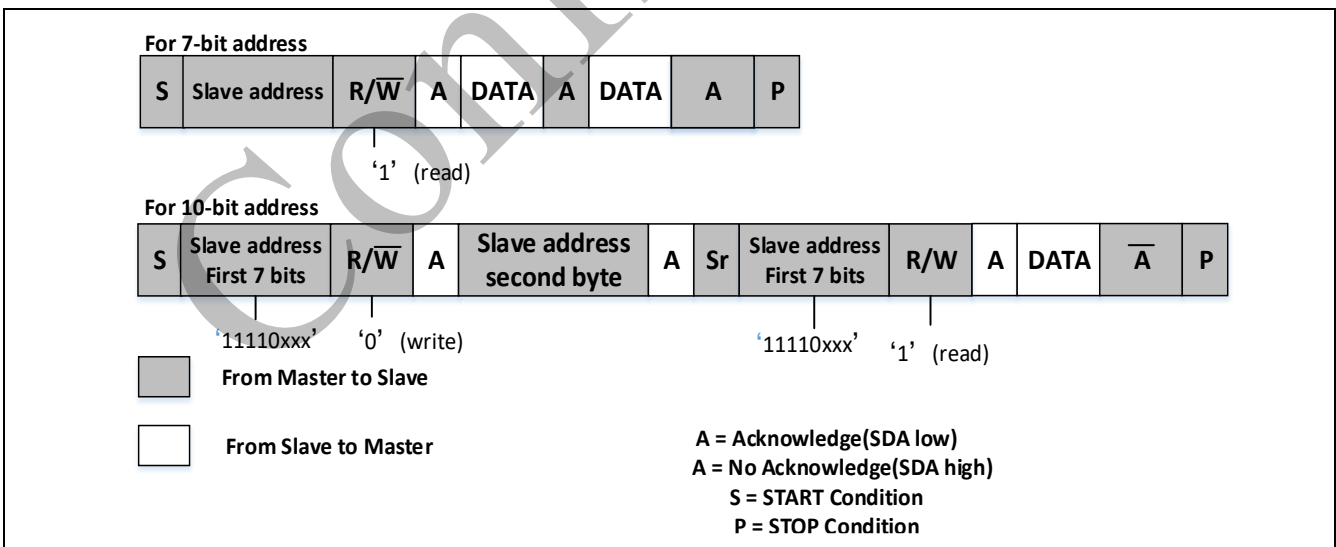 For 7-bit address
S Slave address R/W̅ A DATA A DATA A P
‘1’ (read)
For 10-bit address
S Slave address First 7 bits R/W̅ A Slave address second byte A Sr Slave address First 7 bits R/W A DATA A̅ P
‘11110xxx’ ‘0’ (write) ‘11110xxx’ ‘1’ (read)
From Master to Slave
From Slave to Master
A = Acknowledge(SDA low)
A = No Acknowledge(SDA high)
S = START Condition
P = STOP Condition